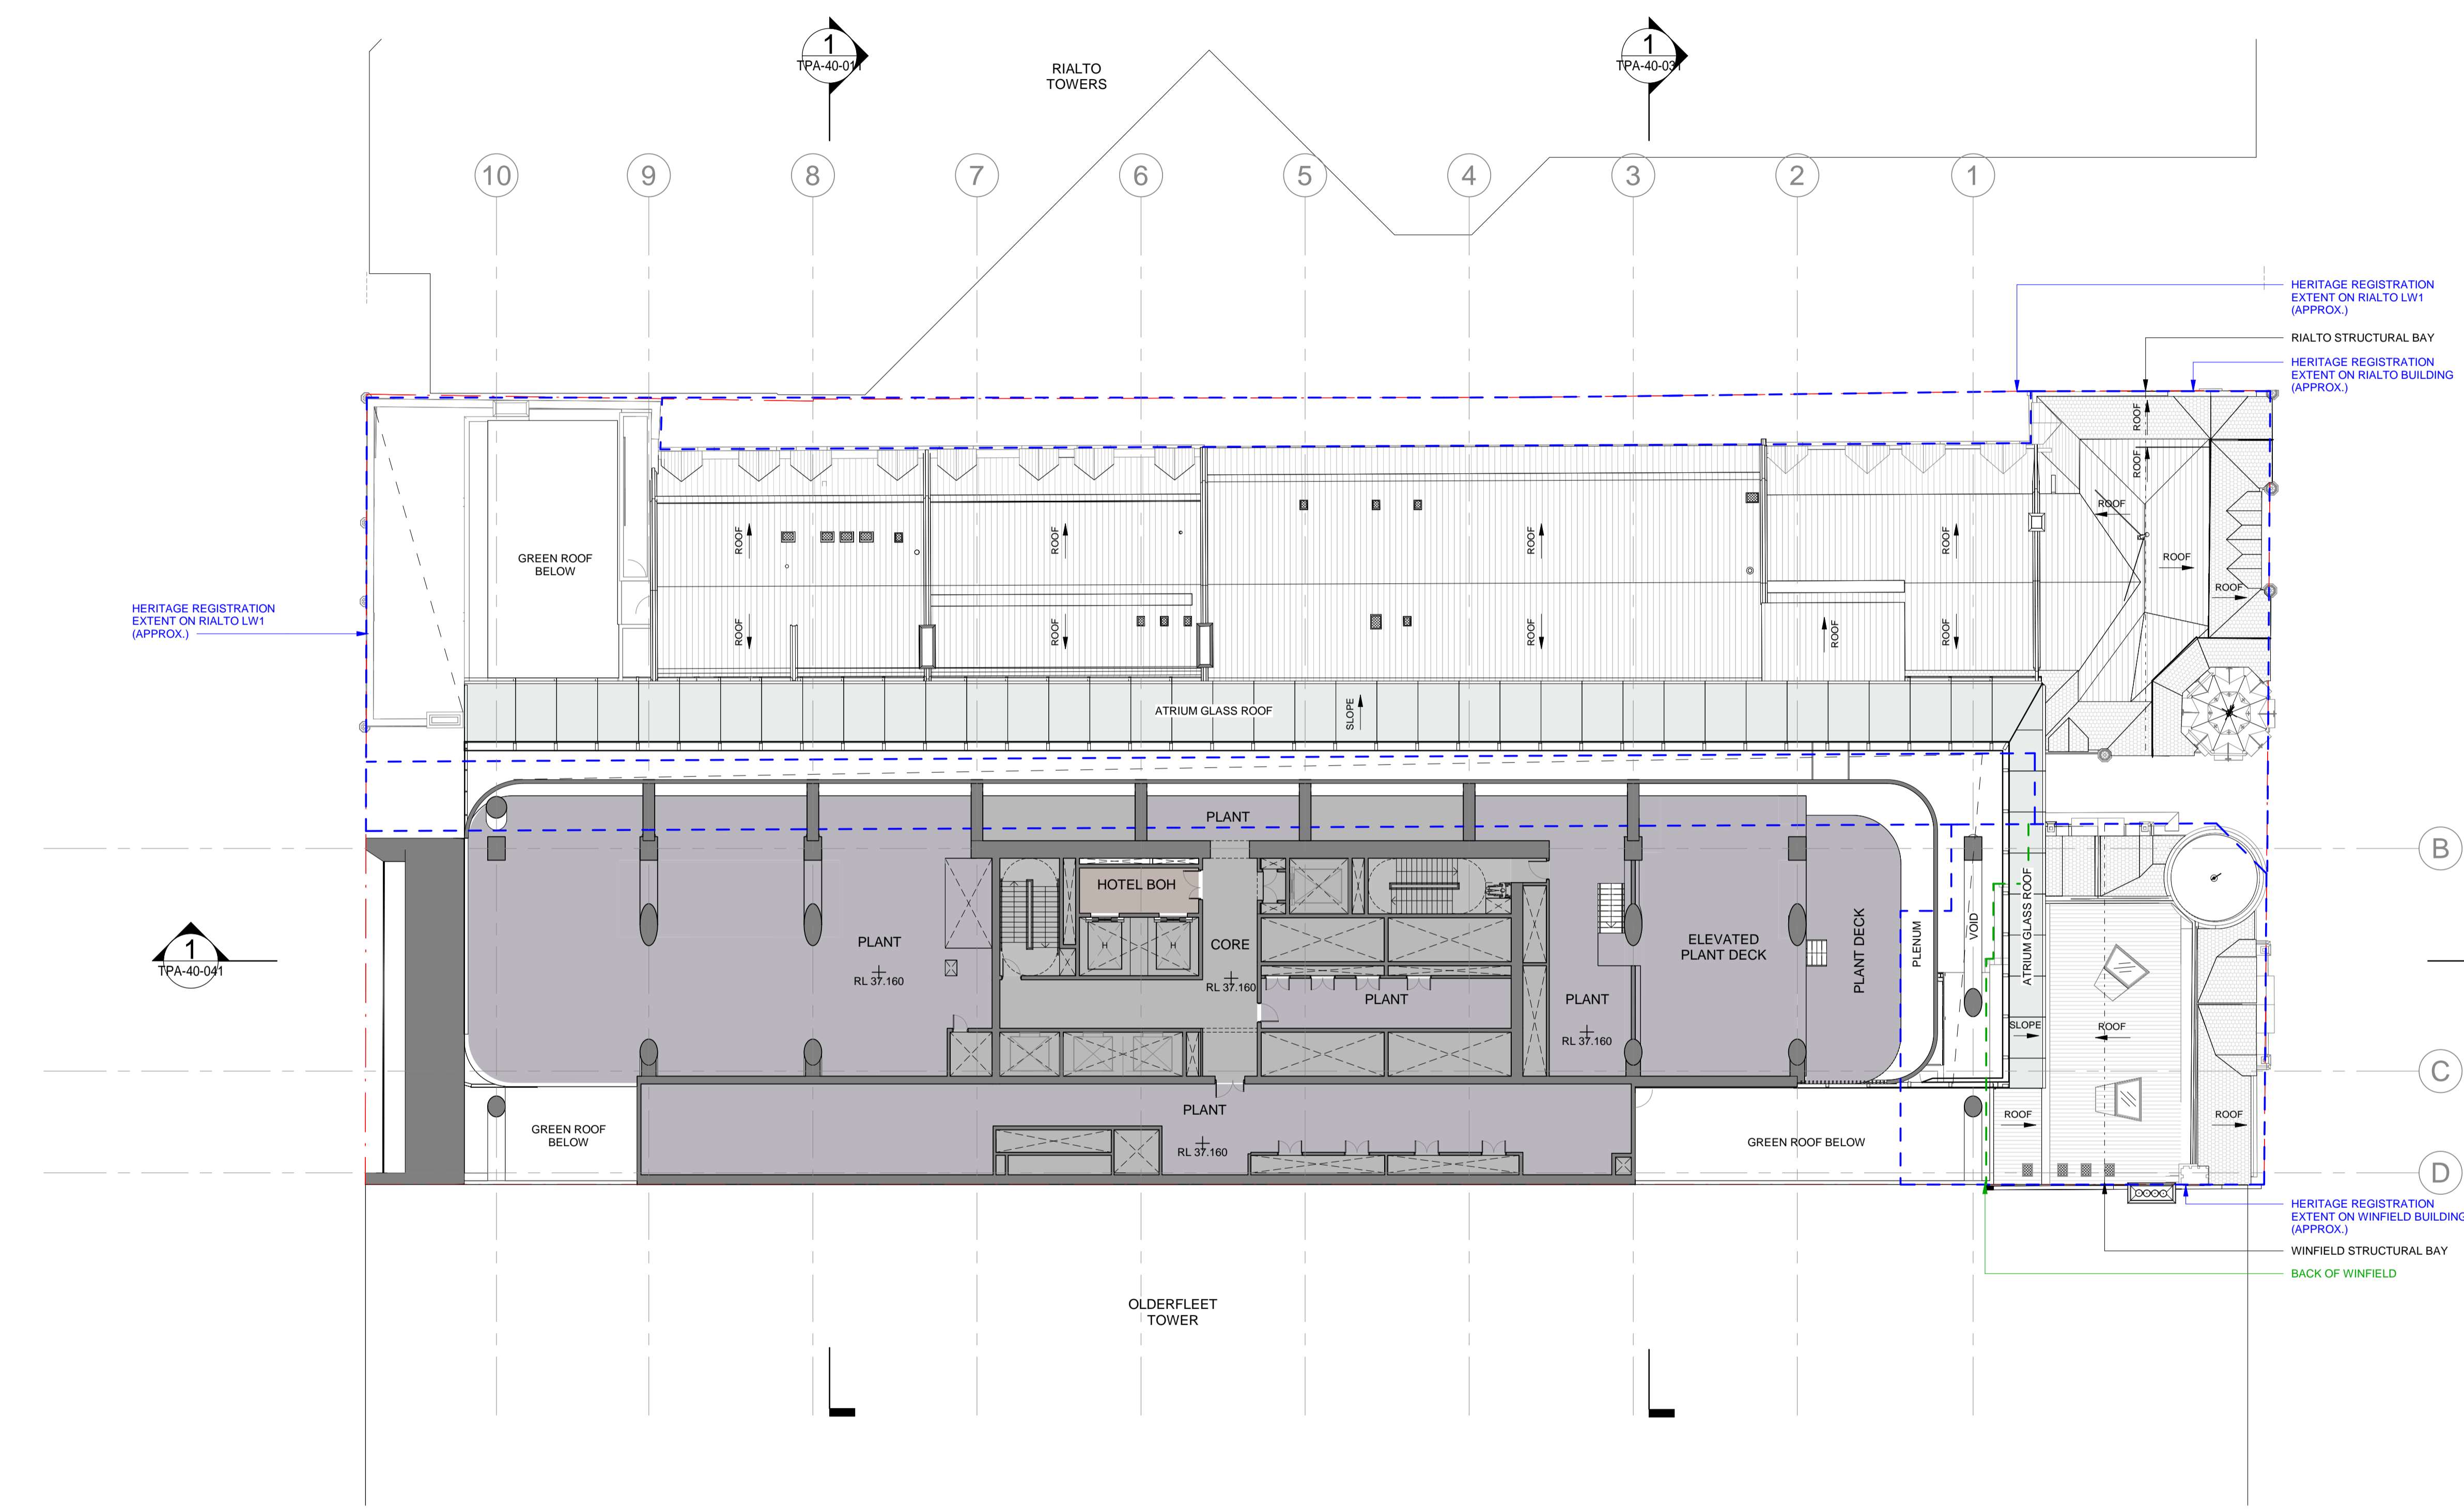 1
TPA-40-011
1
TPA-40-031
RIALTO
TOWERS
10
9
8
7
6
5
4
3
2
1
HERITAGE REGISTRATION
EXTENT ON RIALTO LW1
(APPROX.)
RIALTO STRUCTURAL BAY
HERITAGE REGISTRATION
EXTENT ON RIALTO BUILDING
(APPROX.)
ROOF
ROOF
ROOF
ROOF
ROOF
GREEN ROOF
BELOW
ROOF
ROOF
ROOF
ROOF
HERITAGE REGISTRATION
EXTENT ON RIALTO LW1
(APPROX.)
ROOF
ROOF
ROOF
ROOF
ROOF
ATRIUM GLASS ROOF
SLOPE
PLANT
B
HOTEL BOH
H
H
CORE
RL 37.160
PLANT
RL 37.160
ELEVATED
PLANT DECK
PLANT DECK
PLENUM
VOID
ATRIUM GLASS ROOF
1
TPA-40-041
PLANT
PLANT
RL 37.160
SLOPE
ROOF
C
PLANT
RL 37.160
GREEN ROOF
BELOW
GREEN ROOF BELOW
ROOF
ROOF
D
HERITAGE REGISTRATION
EXTENT ON WINFIELD BUILDING
(APPROX.)
WINFIELD STRUCTURAL BAY
BACK OF WINFIELD
OLDERFLEET
TOWER